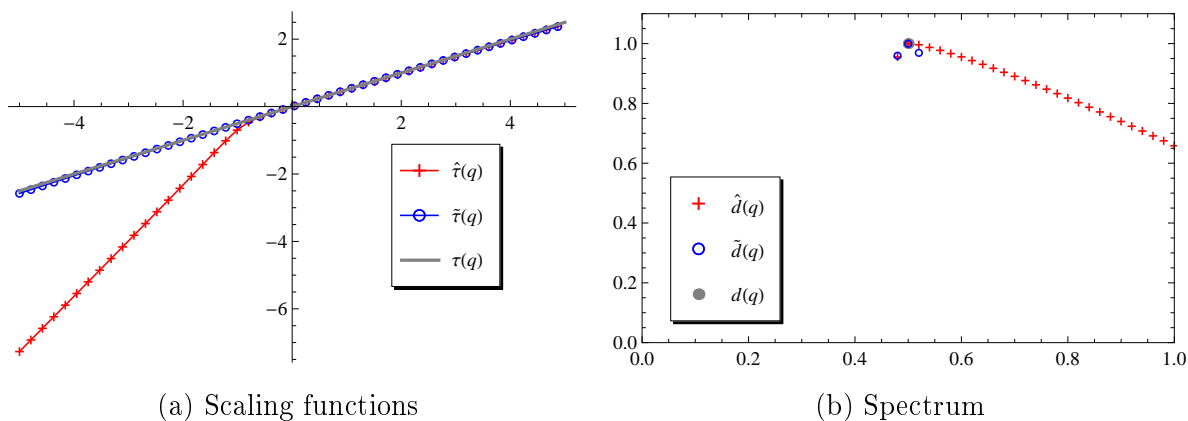 2
−4
−2
2
4
−2
−4
−6
τ̂(q)
τ̃(q)
τ(q)
(a) Scaling functions
1.0
0.8
0.6
0.4
0.2
0.0
0.0
0.2
0.4
0.6
0.8
1.0
d̂(q)
d̃(q)
d(q)
(b) Spectrum